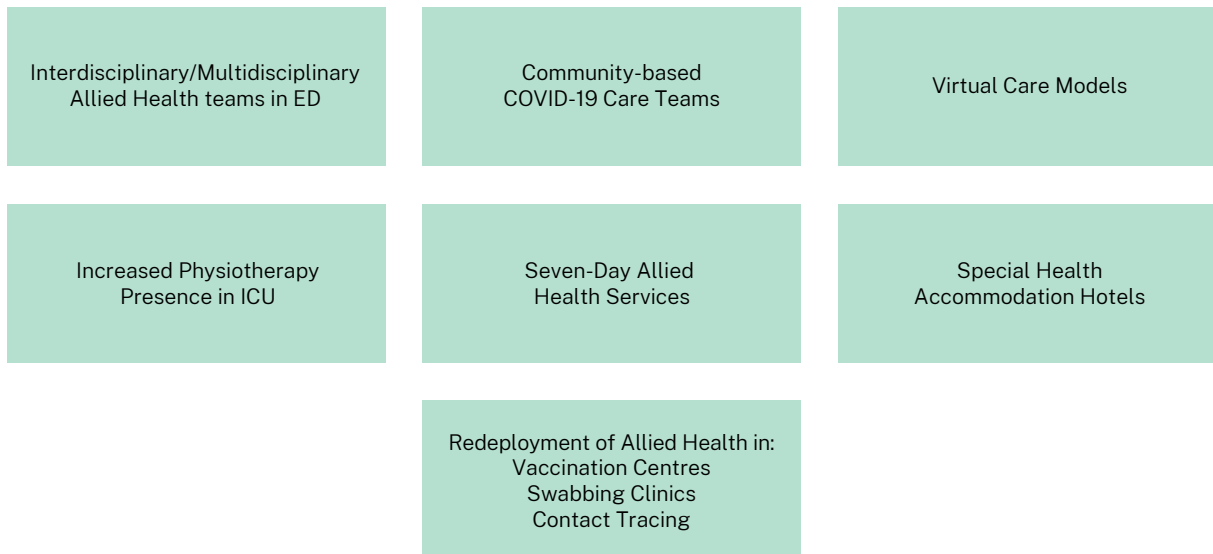 Interdisciplinary/Multidisciplinary
Allied Health teams in ED
Community-based
COVID-19 Care Teams
Virtual Care Models
Increased Physiotherapy
Presence in ICU
Seven-Day Allied
Health Services
Special Health
Accommodation Hotels
Redeployment of Allied Health in:
Vaccination Centres
Swabbing Clinics
Contact Tracing